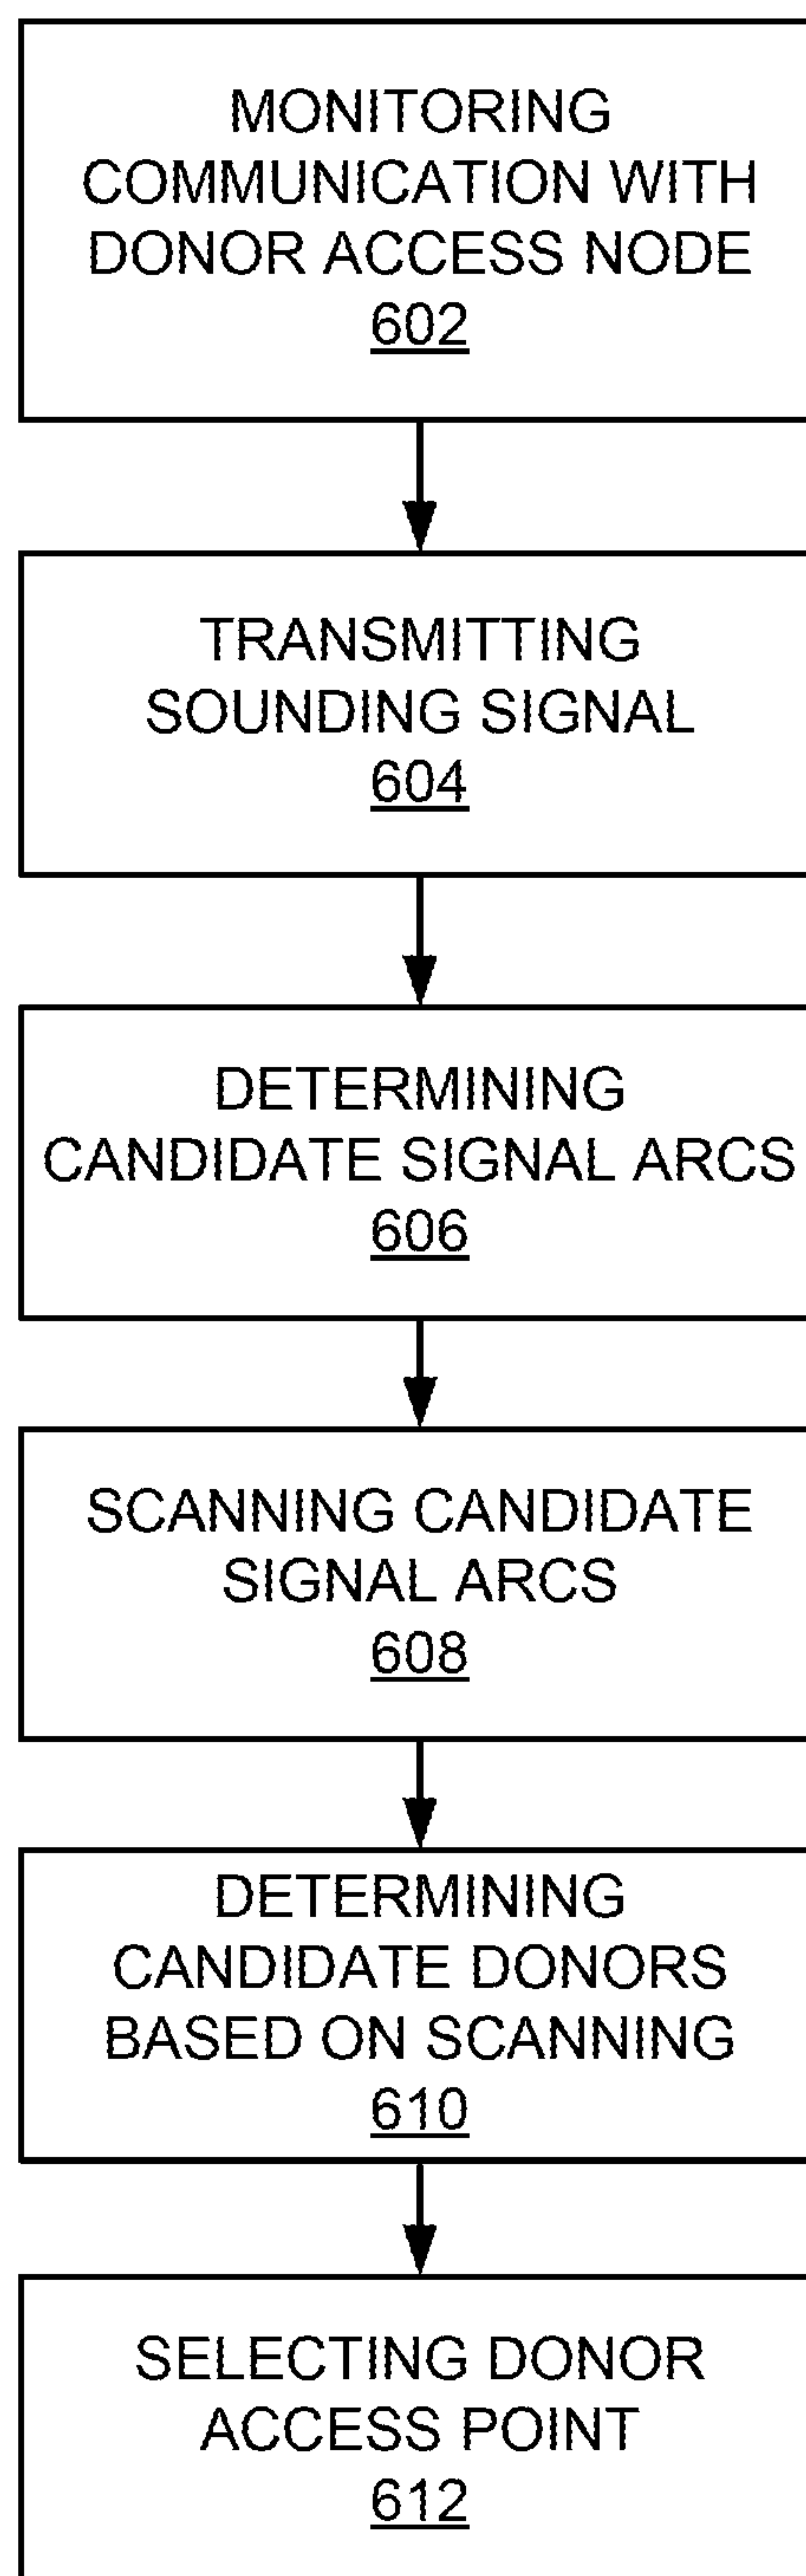 MONITORING
COMMUNICATION WITH
DONOR ACCESS NODE
602
TRANSMITTING
SOUNDING SIGNAL
604
DETERMINING
CANDIDATE SIGNAL ARCS
606
SCANNING CANDIDATE
SIGNAL ARCS
608
DETERMINING
CANDIDATE DONORS
BASED ON SCANNING
610
SELECTING DONOR
ACCESS POINT
612